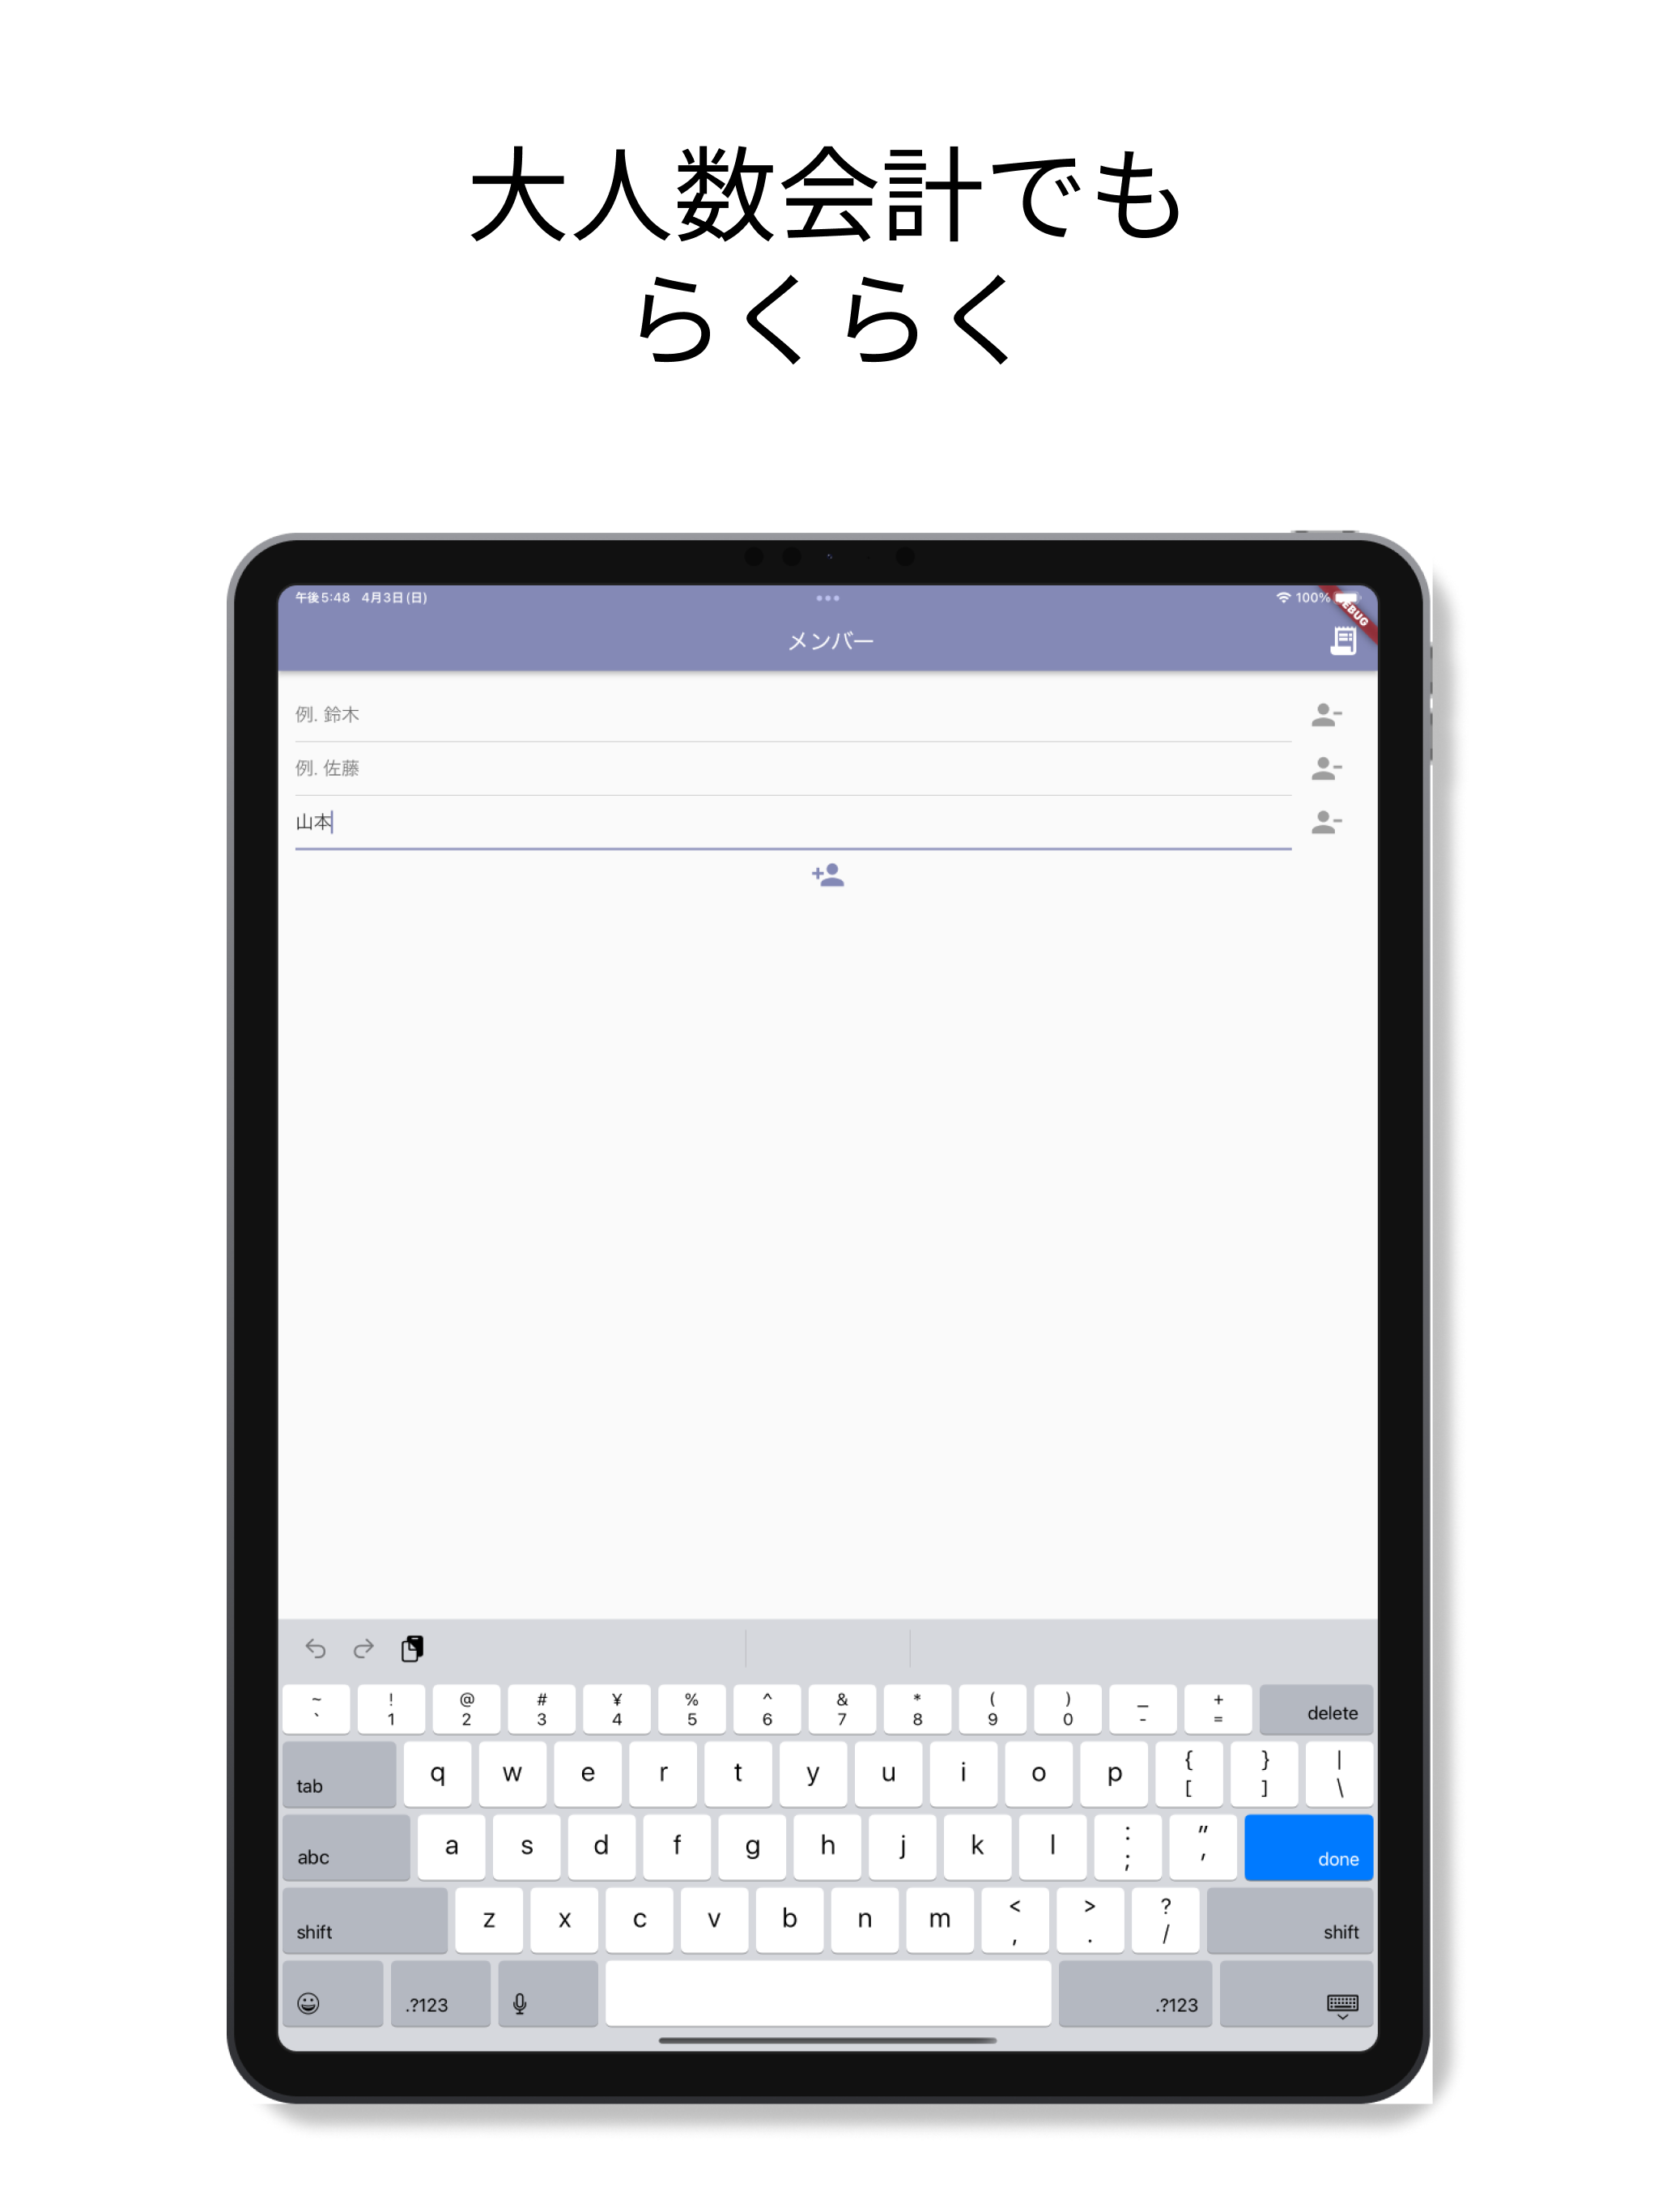 大人数会計でも
らくらく
午後5:48 4月3日(日)
100%
EBUG
メンバー
例. 鈴木
例. 佐藤
山本
~ ! @ # ¥ % ^ & * ( ) _ +
` 1 2 3 4 5 6 7 8 9 0 - = delete
tab q w e r t y u i o p { } |
[ ] \
abc a s d f g h j k l : "
; ' done
shift z x c v b n m < > ?
, . / shift
.?123 .?123